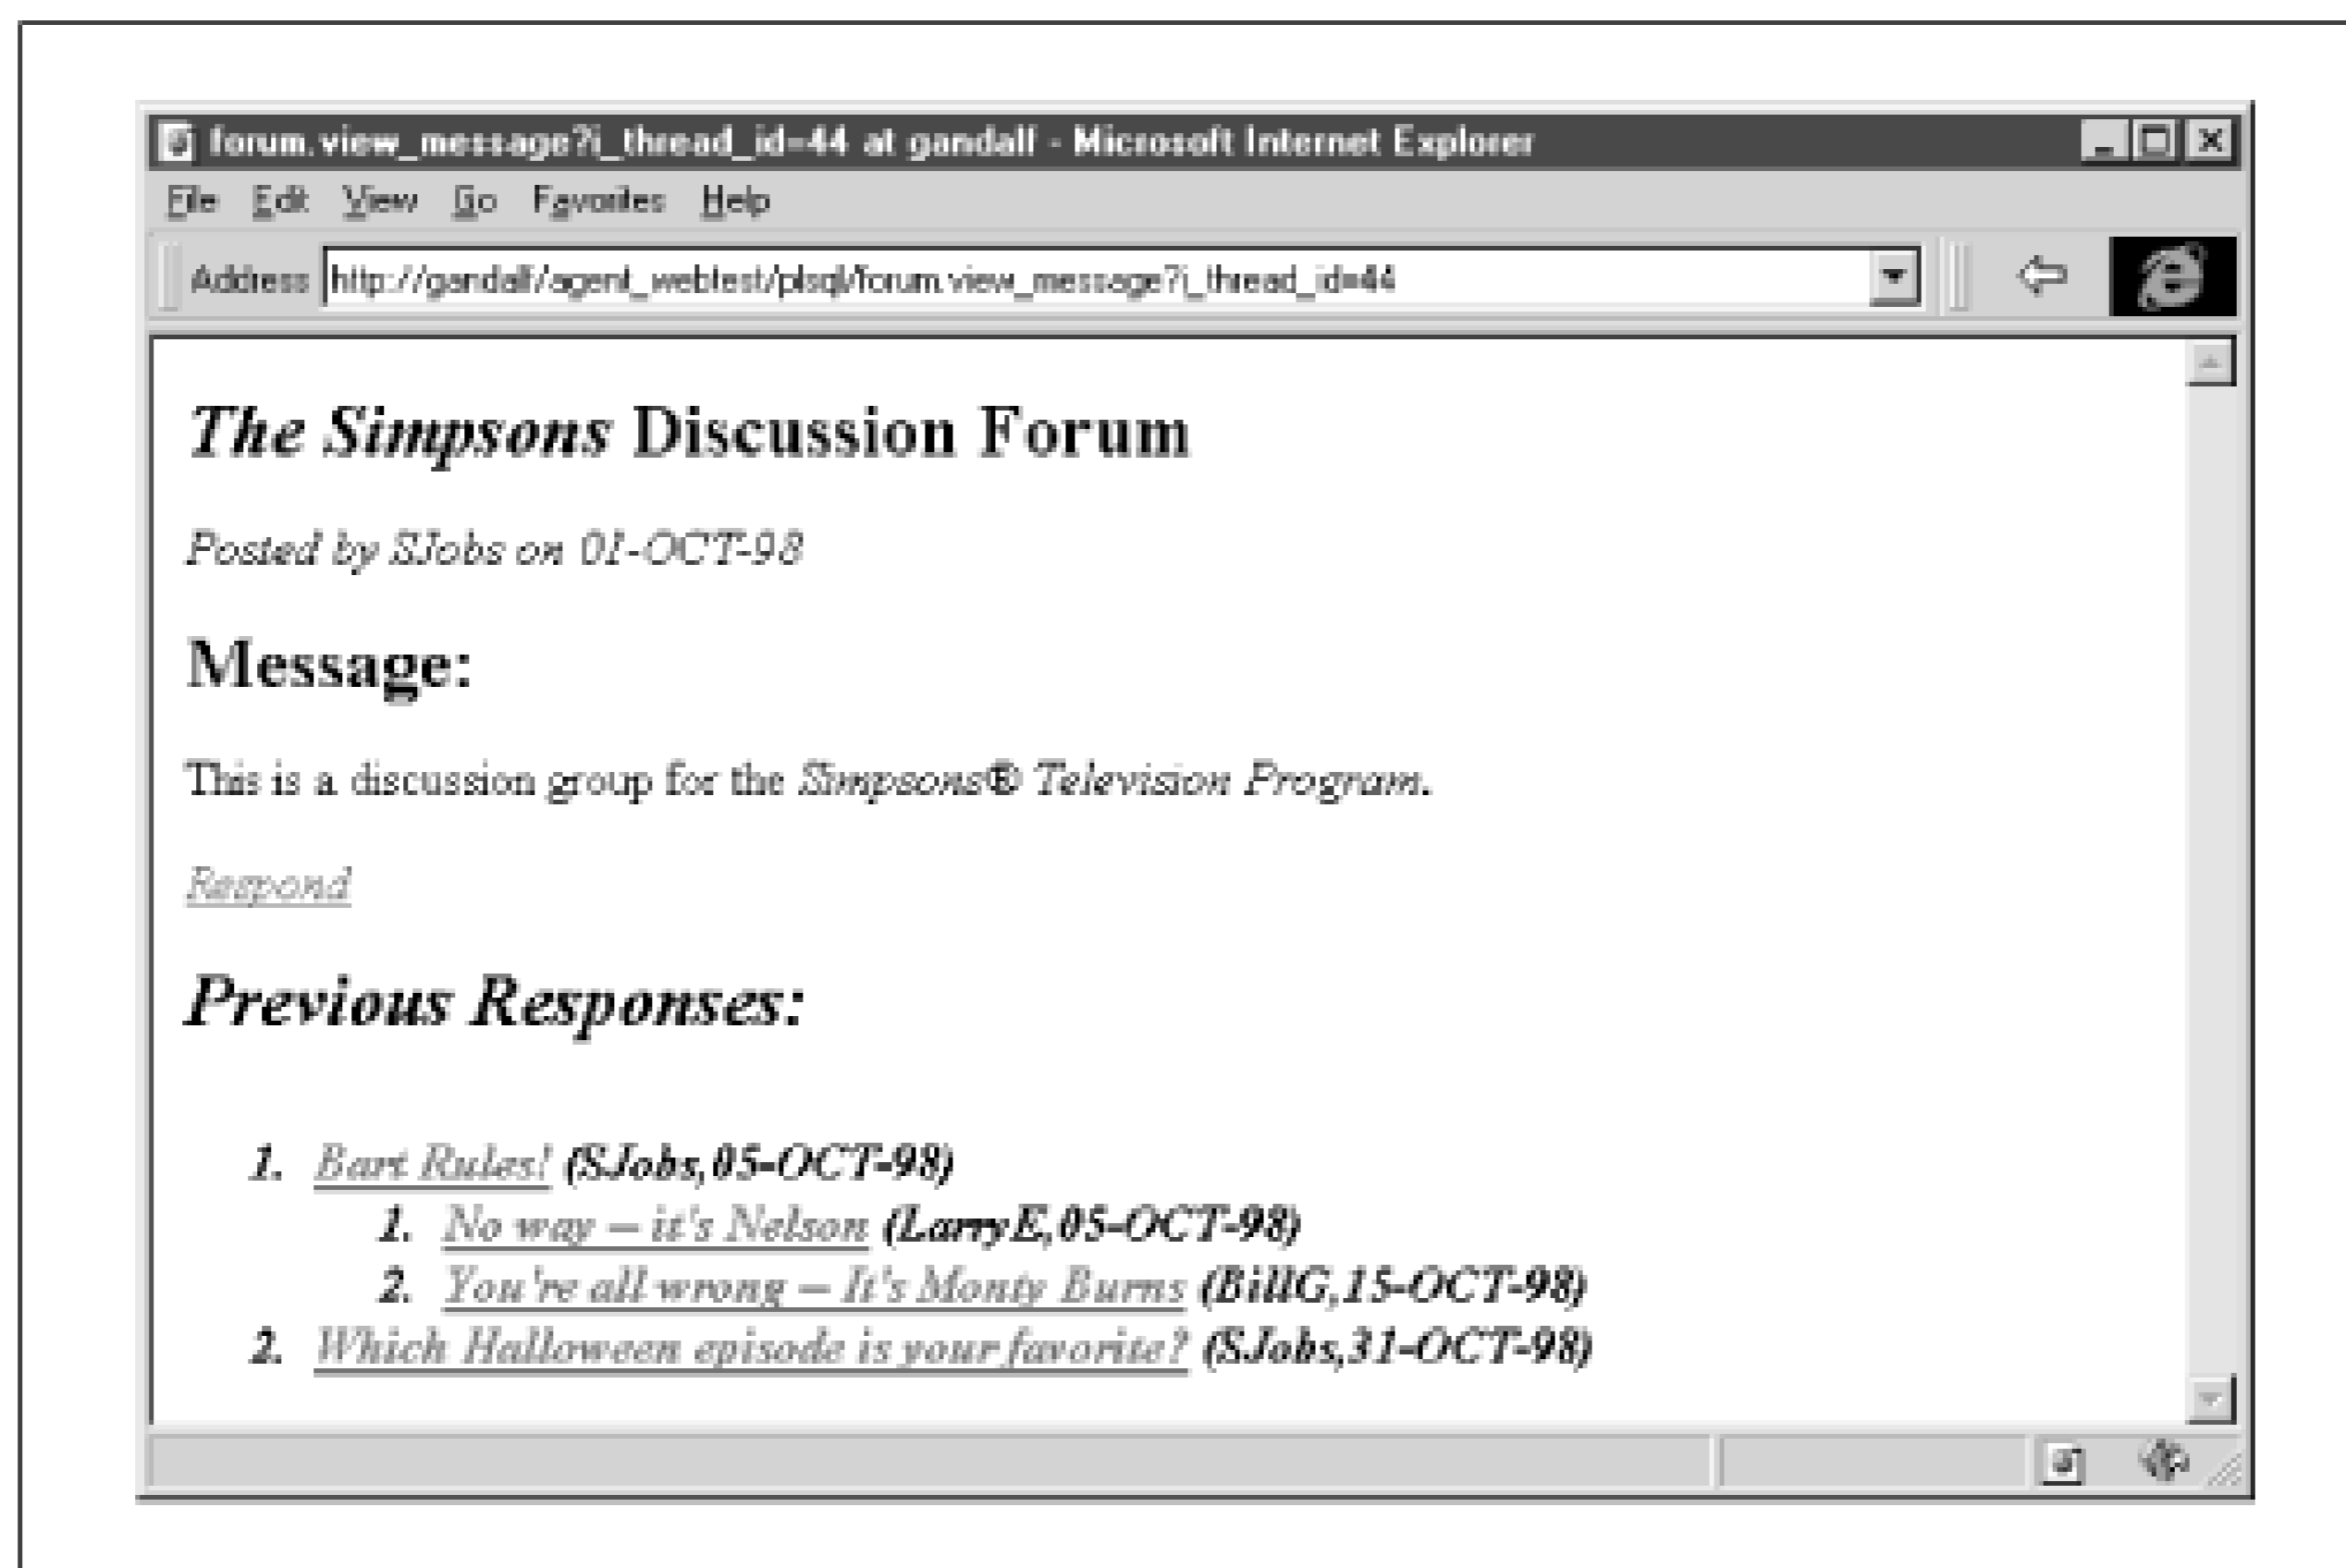 forum.view_message?i_thread_id=44 at gandalf - Microsoft Internet Explorer
File Edit View Go Favorites Help
Address http://gandalf/agent_webtest/plsql/forum.view_message?i_thread_id=44
The Simpsons Discussion Forum
Posted by SJobs on 01-OCT-98
Message:
This is a discussion group for the Simpsons® Television Program.
Respond
Previous Responses:
1. Bart Rules! (SJobs,05-OCT-98)
1. No way -- it's Nelson (LarryE,05-OCT-98)
2. You're all wrong -- It's Monty Burns (BillG,15-OCT-98)
2. Which Halloween episode is your favorite? (SJobs,31-OCT-98)